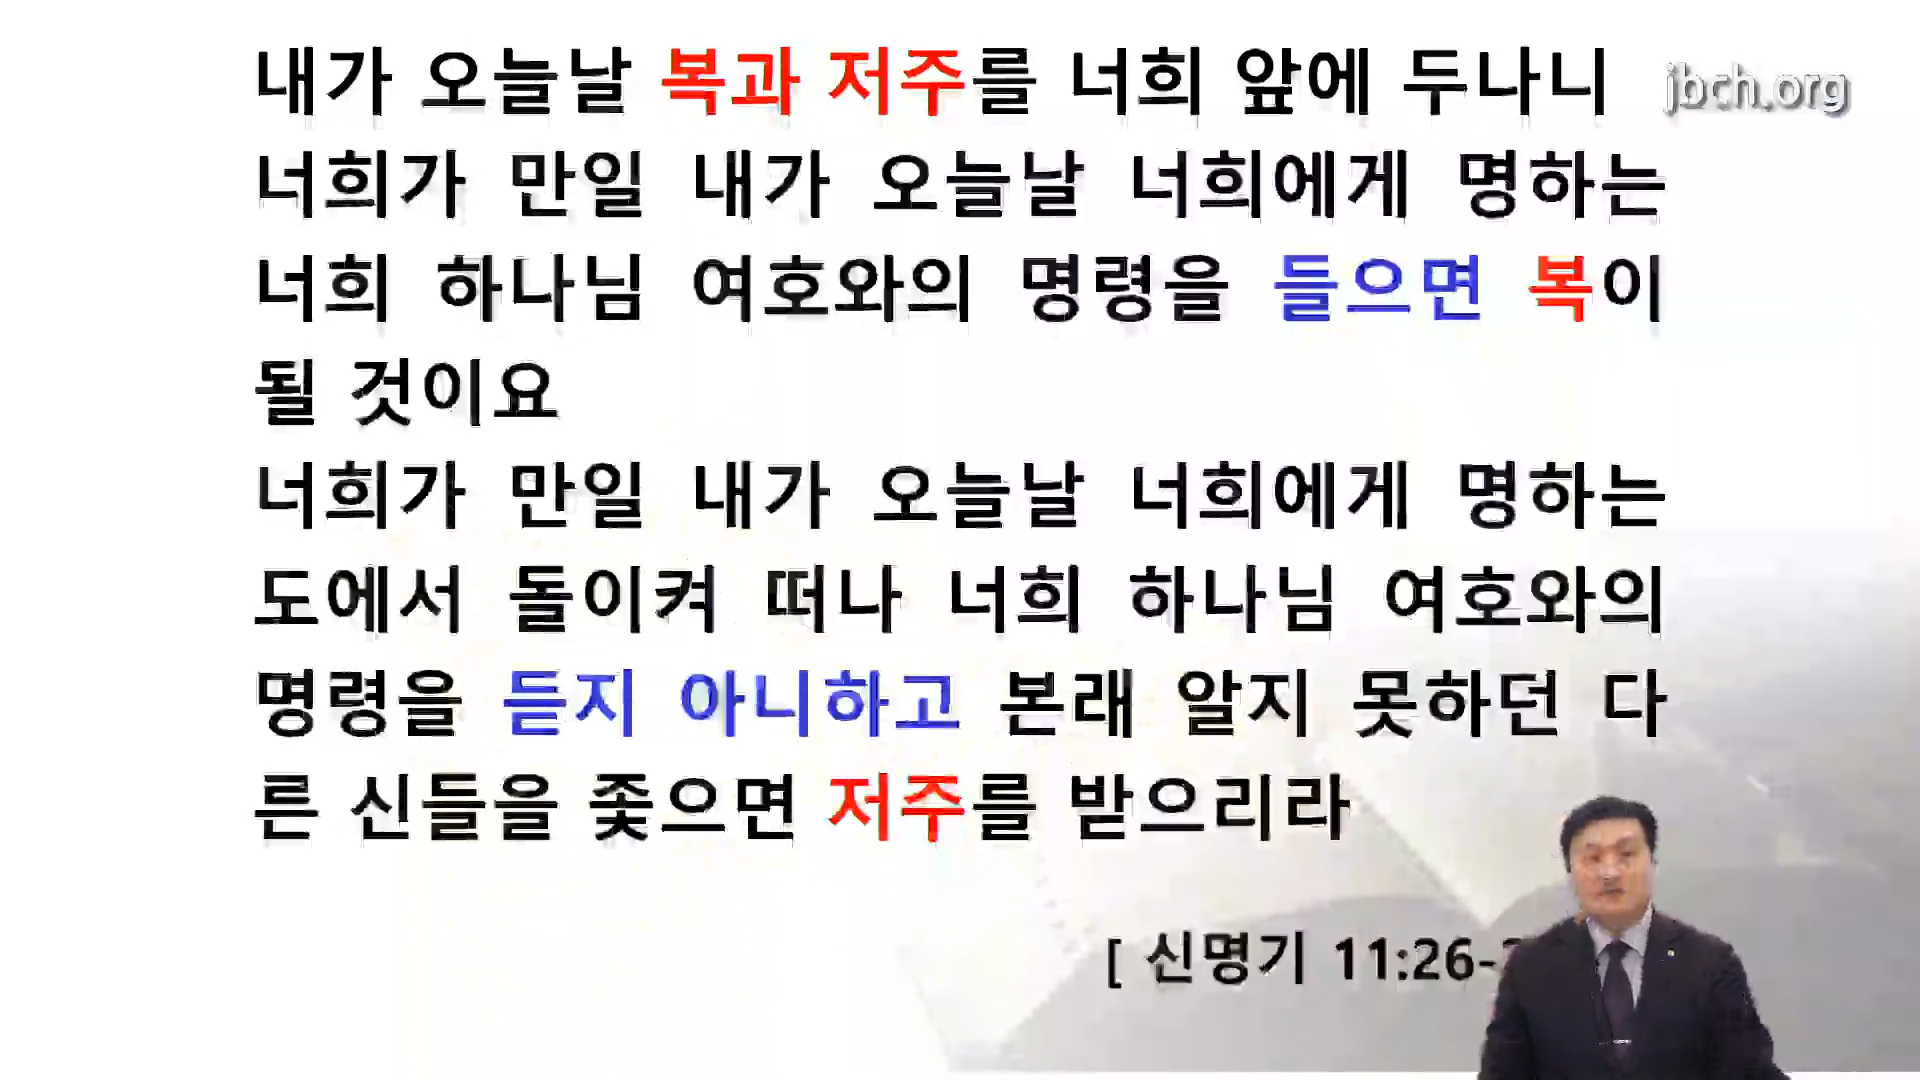 내가 오늘날 복과 저주를 너희 앞에 두나니
jbch.org
너희가 만일 내가 오늘날 너희에게 명하는
너희 하나님 여호와의 명령을 들으면 복이
될 것이요
너희가 만일 내가 오늘날 너희에게 명하는
도에서 돌이켜 떠나 너희 하나님 여호와의
명령을 듣지 아니하고 본래 알지 못하던 다
른 신들을 좇으면 저주를 받으리라
[ 신명기 11:26-